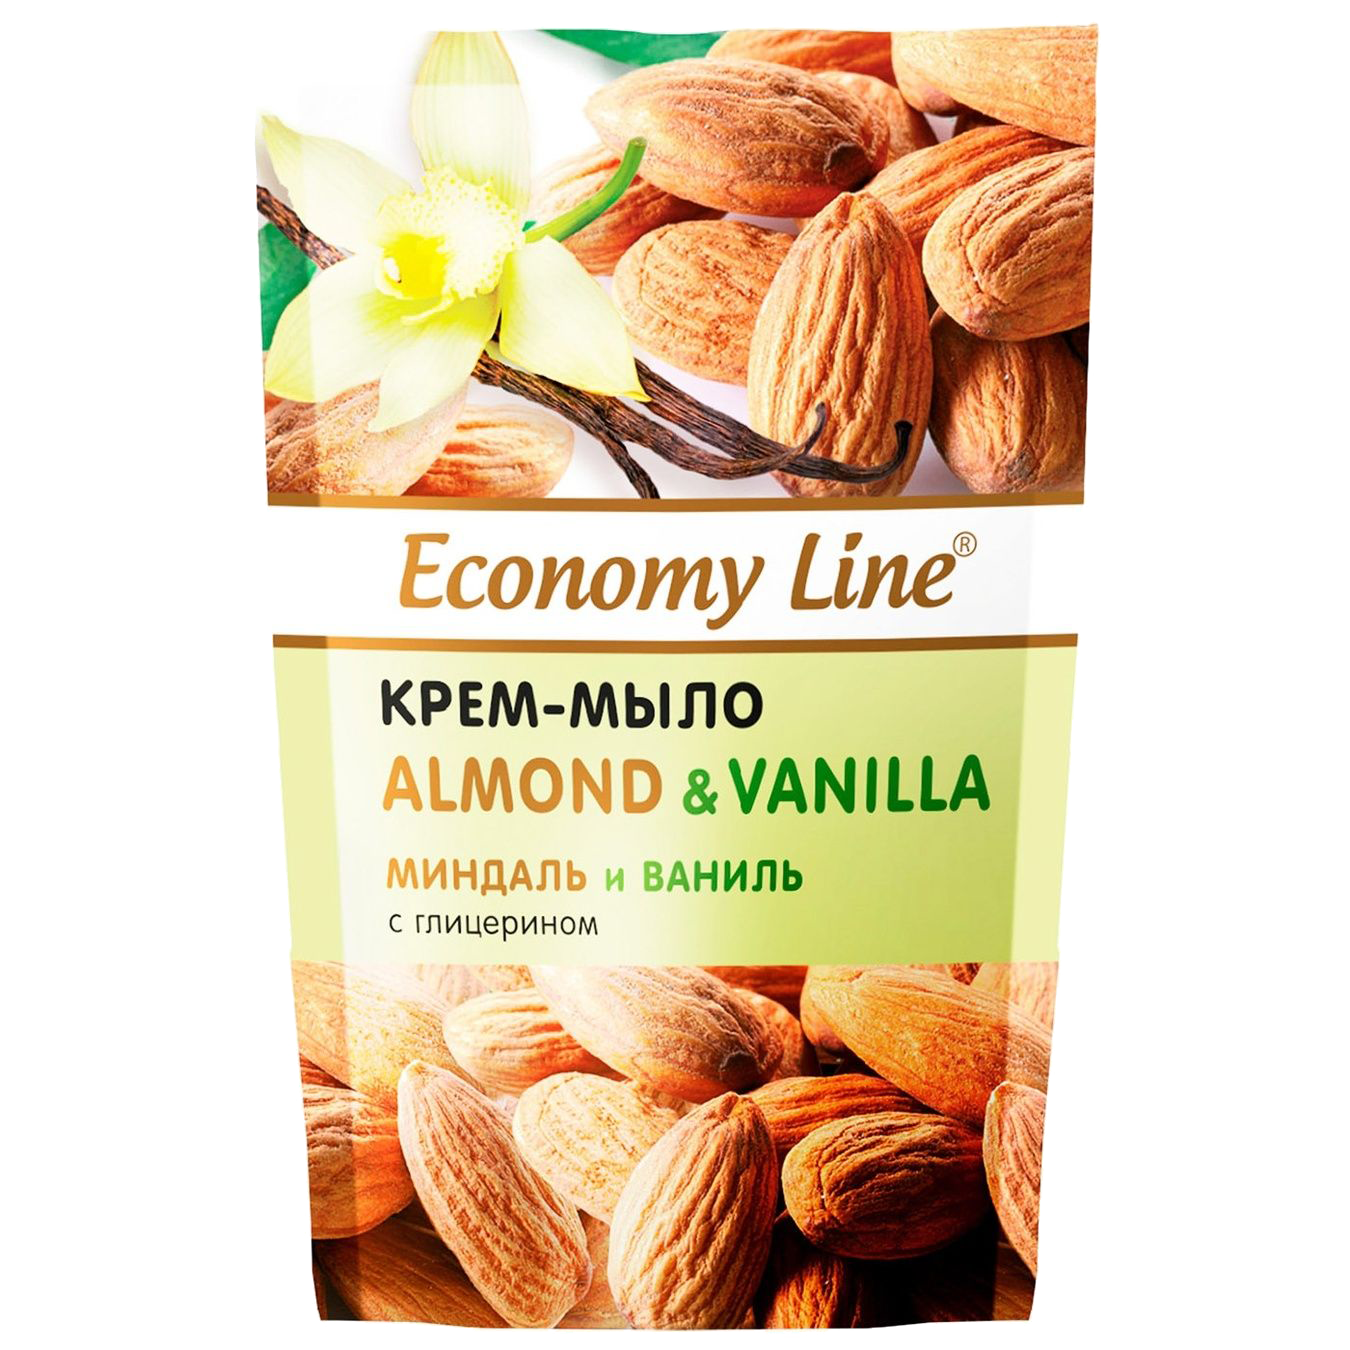 Economy Line®
КРЕМ-МЫЛО
ALMOND & VANILLA
МИНДАЛЬ и ВАНИЛЬ
с глицерином